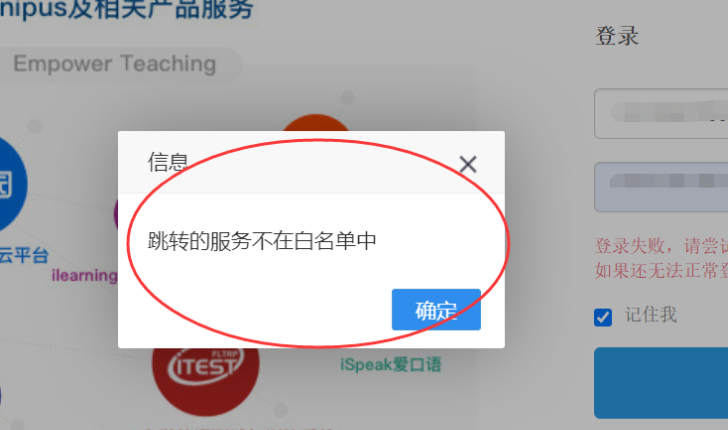 nipus及相关产品服务
Empower Teaching
登录
信息
跳转的服务不在白名单中
确定
云平台
ilearning
登录失败，请尝试
如果还无法正常登
记住我
FLTRP
iTEST
iSpeak爱口语